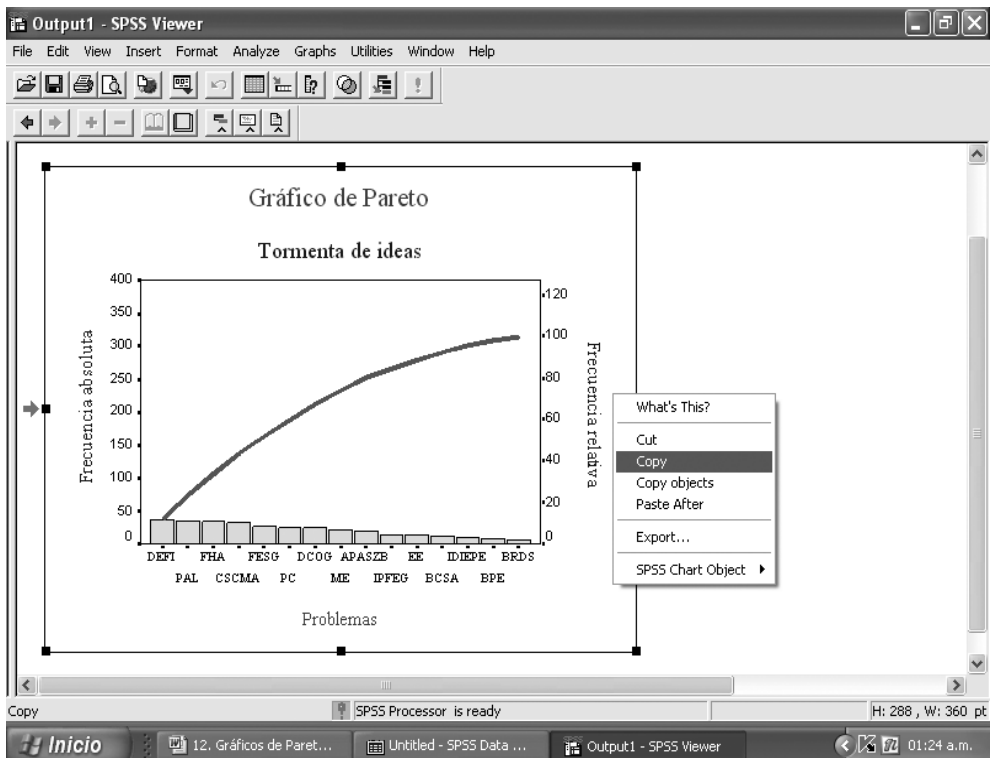 Output1 - SPSS Viewer
File Edit View Insert Format Analyze Graphs Utilities Window Help
Gráfico de Pareto
Tormenta de ideas
400
350
300
250
200
150
100
50
0
Frecuencia absoluta
120
100
80
60
40
20
0
Frecuencia relativa
DEFI FHA FESG DCOG APASZB EE IDIEPE BRDS
PAL CSCMA PC ME IPFEG BCSA BPE
Problemas
What's This?
Cut
Copy
Copy objects
Paste After
Export...
SPSS Chart Object
Copy SPSS Processor is ready H: 288 , W: 360 pt
Inicio 12. Gráficos de Paret... Untitled - SPSS Data ... Output1 - SPSS Viewer 01:24 a.m.